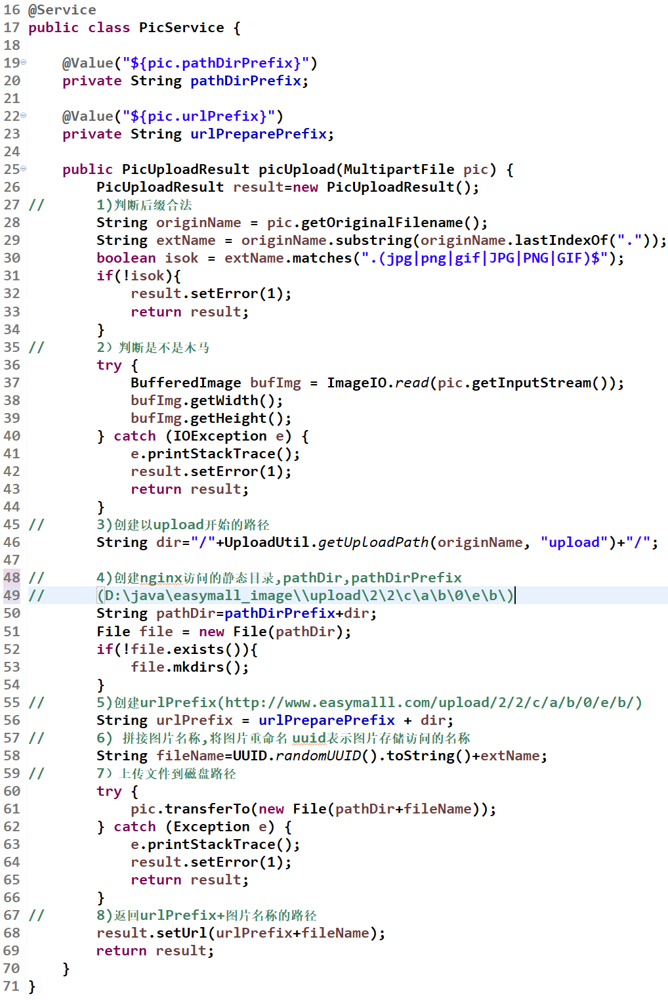 16 @Service
17 public class PicService {
18
19 @Value("${pic.pathDirPrefix}")
20 private String pathDirPrefix;
21
22 @Value("${pic.urlPrefix}")
23 private String urlPreparePrefix;
24
25 public PicUploadResult picUpload(MultipartFile pic) {
26 PicUploadResult result=new PicUploadResult();
27 // 1)判断后缀合法
28 String originName = pic.getOriginalFilename();
29 String extName = originName.substring(originName.lastIndexOf("."));
30 boolean isok = extName.matches(".(jpg|png|gif|JPG|PNG|GIF)$");
31 if(!isok){
32 result.setError(1);
33 return result;
34 }
35 // 2）判断是不是木马
36 try {
37 BufferedImage bufImg = ImageIO.read(pic.getInputStream());
38 bufImg.getWidth();
39 bufImg.getHeight();
40 } catch (IOException e) {
41 e.printStackTrace();
42 result.setError(1);
43 return result;
44 }
45 // 3)创建以upload开始的路径
46 String dir="/"+UploadUtil.getUploadPath(originName, "upload")+"/";
47
48 // 4)创建nginx访问的静态目录,pathDir,pathDirPrefix
49 // (D:\java\easymall_image\\upload\2\2\c\a\b\0\e\b\)
50 String pathDir=pathDirPrefix+dir;
51 File file = new File(pathDir);
52 if(!file.exists()){
53 file.mkdirs();
54 }
55 // 5)创建urlPrefix(http://www.easymalll.com/upload/2/2/c/a/b/0/e/b/)
56 String urlPrefix = urlPreparePrefix + dir;
57 // 6) 拼接图片名称,将图片重命名 uuid表示图片存储访问的名称
58 String fileName=UUID.randomUUID().toString()+extName;
59 // 7）上传文件到磁盘路径
60 try {
61 pic.transferTo(new File(pathDir+fileName));
62 } catch (Exception e) {
63 e.printStackTrace();
64 result.setError(1);
65 return result;
66 }
67 // 8)返回urlPrefix+图片名称的路径
68 result.setUrl(urlPrefix+fileName);
69 return result;
70 }
71 }